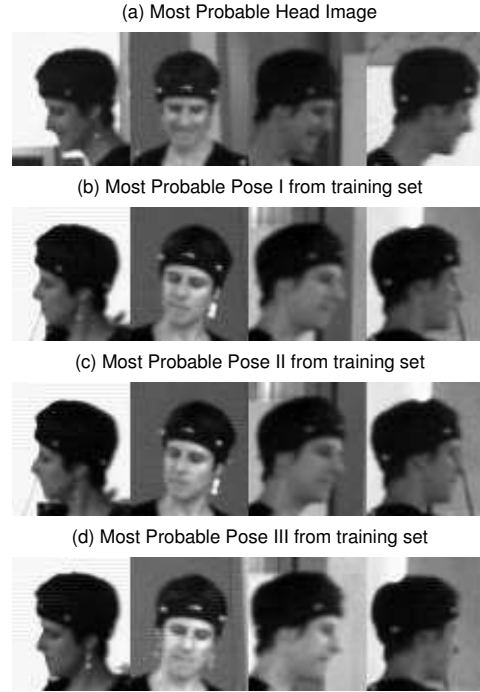 (a) Most Probable Head Image
(b) Most Probable Pose I from training set
(c) Most Probable Pose II from training set
(d) Most Probable Pose III from training set